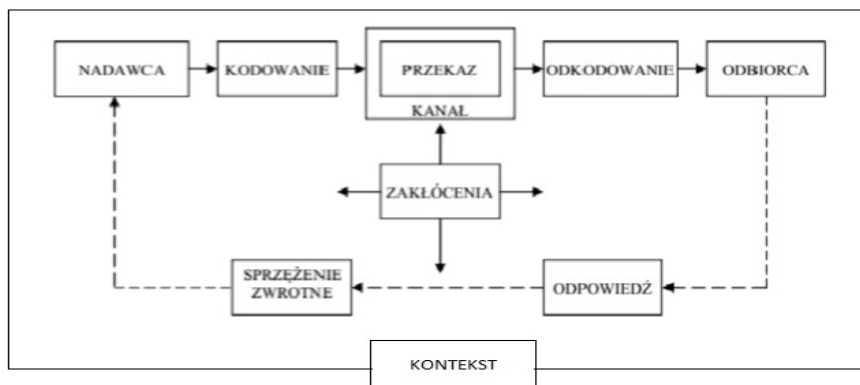 NADAWCA
KODOWANIE
PRZEKAZ
KANAŁ
ODKODOWANIE
ODBIORCA
ZAKŁÓCENIA
SPRZĘŻENIE
ZWROTNE
ODPOWIEDŹ
KONTEKST